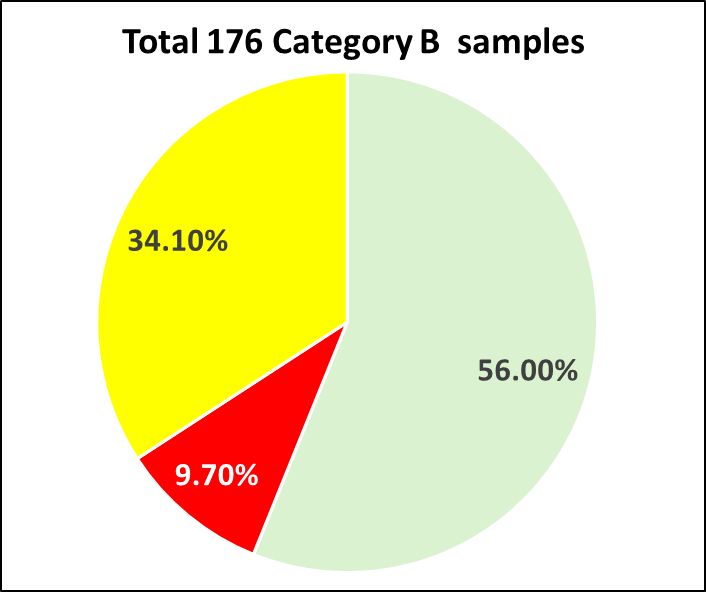 Total 176 Category B  samples
34.10%
56.00%
9.70%